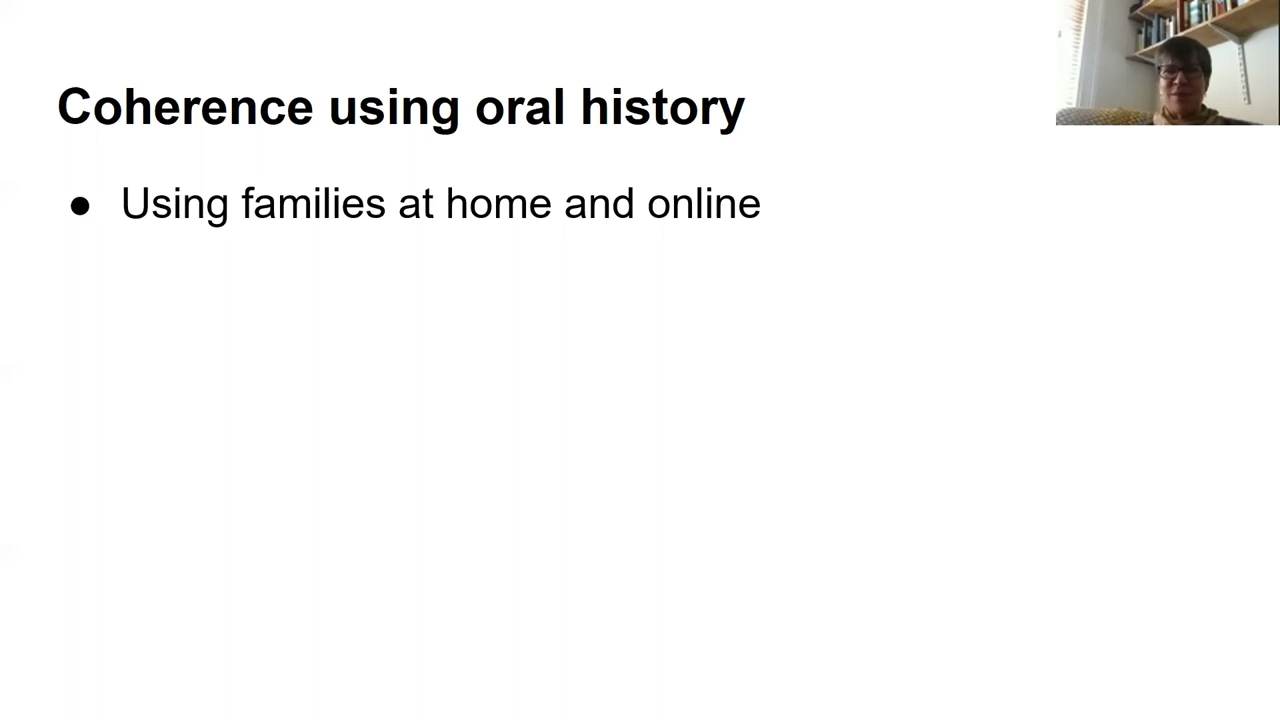 Coherence using oral history
● Using families at home and online